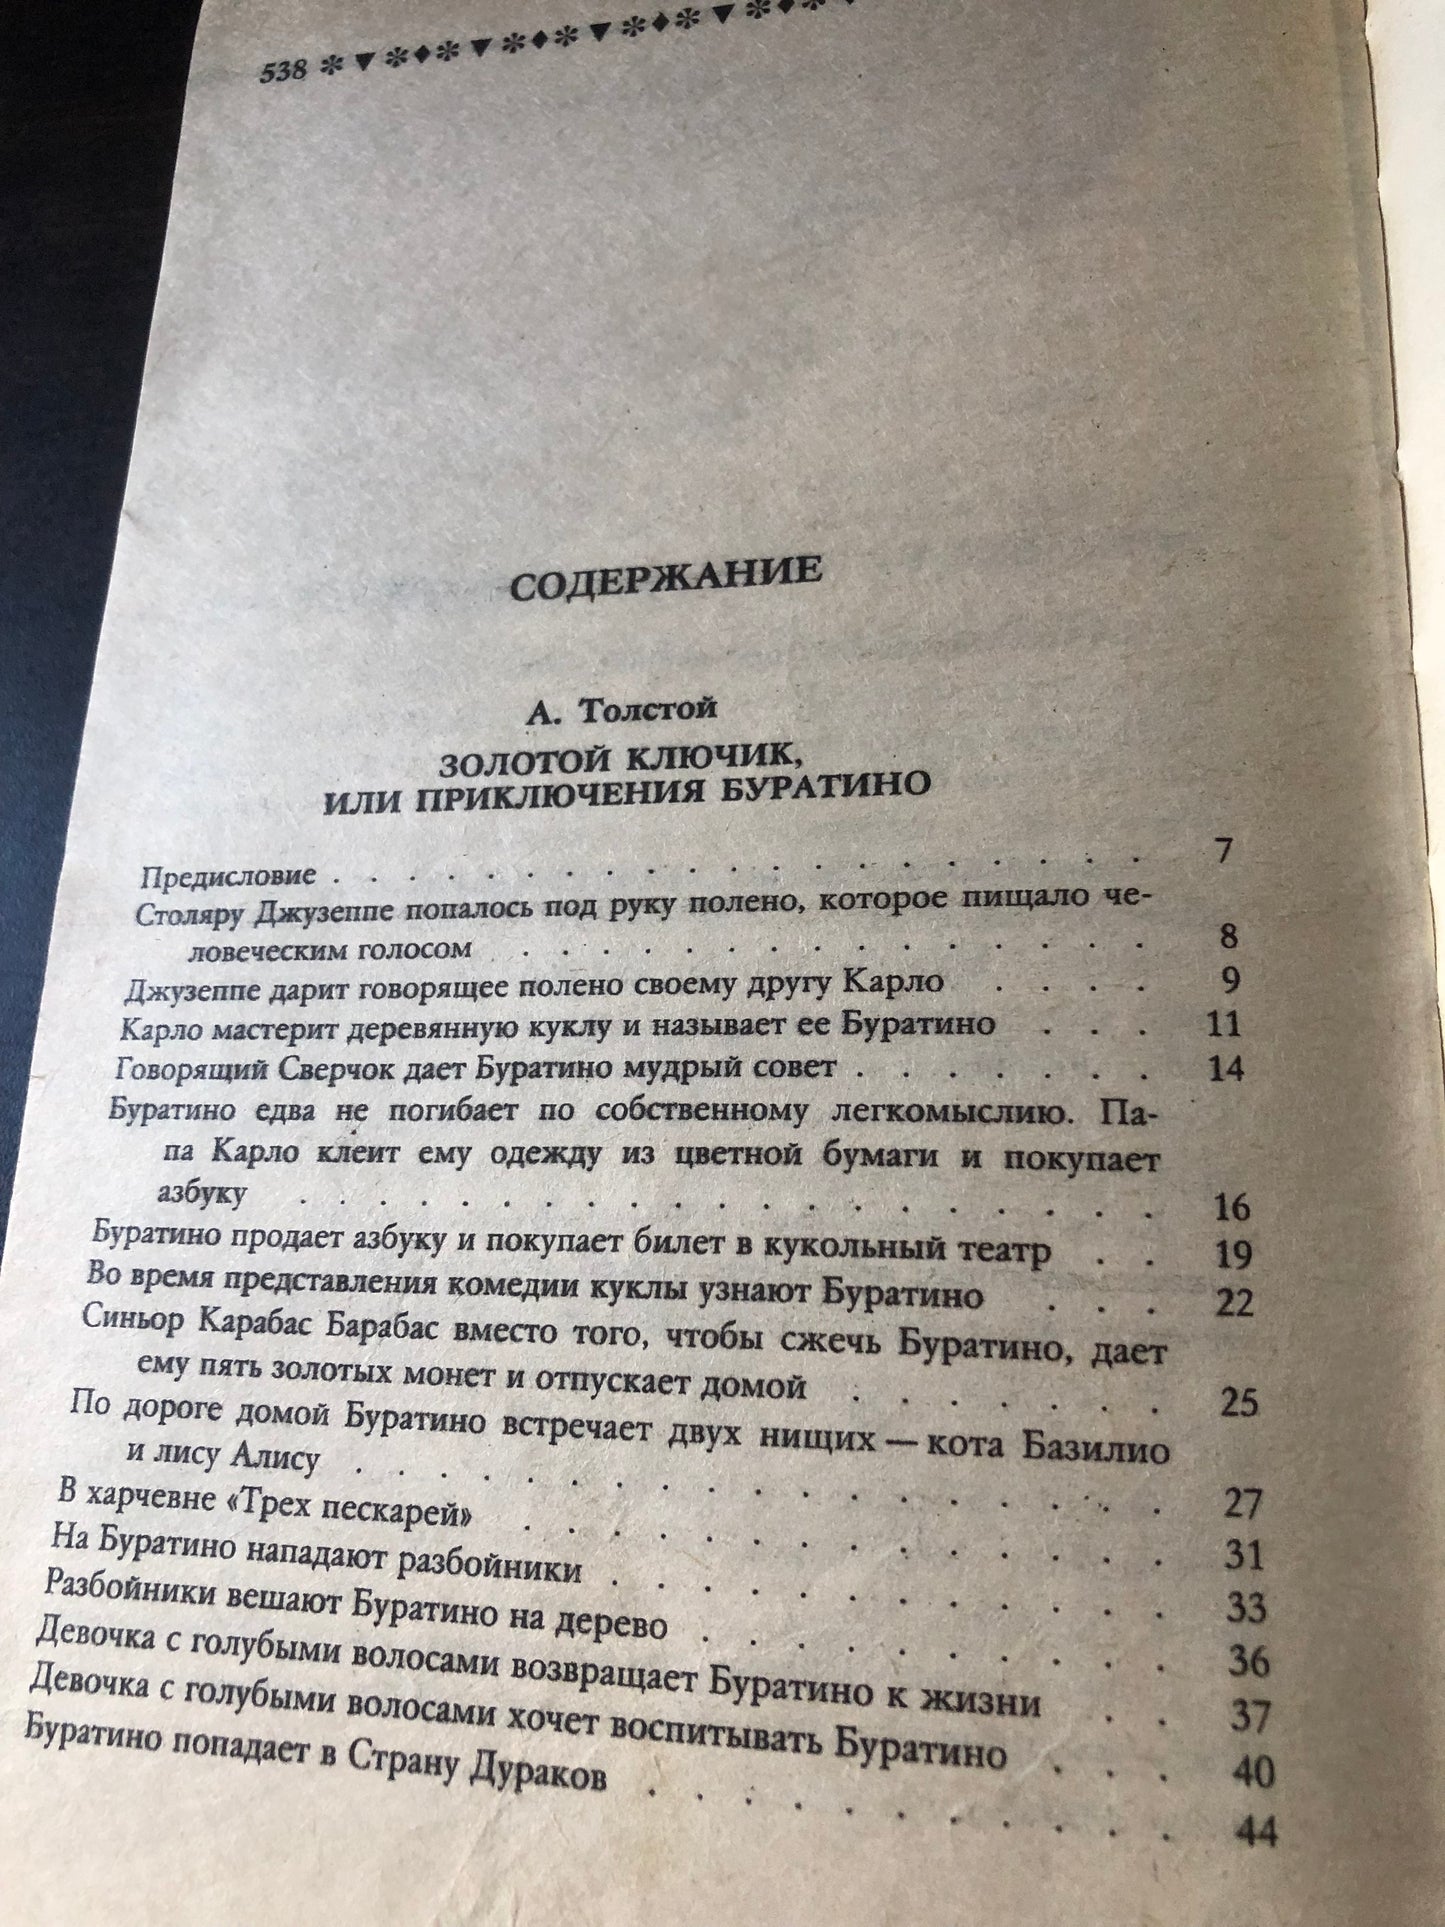 538
СОДЕРЖАНИЕ
А. Толстой
ЗОЛОТОЙ КЛЮЧИК,
ИЛИ ПРИКЛЮЧЕНИЯ БУРАТИНО
Предисловие . . . . . . . . . . . . . . . . . 7
Столяру Джузеппе попалось под руку полено, которое пищало че-
ловеческим голосом . . . . . . . . . . . . . . . 8
Джузеппе дарит говорящее полено своему другу Карло . . . . 9
Карло мастерит деревянную куклу и называет ее Буратино . . . 11
Говорящий Сверчок дает Буратино мудрый совет . . . . . . . 14
Буратино едва не погибает по собственному легкомыслию. Па-
па Карло клеит ему одежду из цветной бумаги и покупает
азбуку . . . . . . . . . . . . . . . . . 16
Буратино продает азбуку и покупает билет в кукольный театр . . 19
Во время представления комедии куклы узнают Буратино . . . 22
Синьор Карабас Барабас вместо того, чтобы сжечь Буратино, дает
ему пять золотых монет и отпускает домой . . . . . . . 25
По дороге домой Буратино встречает двух нищих — кота Базилио
и лису Алису . . . . . . . . . . . . . . . 27
В харчевне «Трех пескарей» . . . . . . . . . . . . 31
На Буратино нападают разбойники . . . . . . . . . . 33
Разбойники вешают Буратино на дерево . . . . . . . . . 36
Девочка с голубыми волосами возвращает Буратино к жизни . . 37
Девочка с голубыми волосами хочет воспитывать Буратино . . . 40
Буратино попадает в Страну Дураков . . . . . . . . . 44